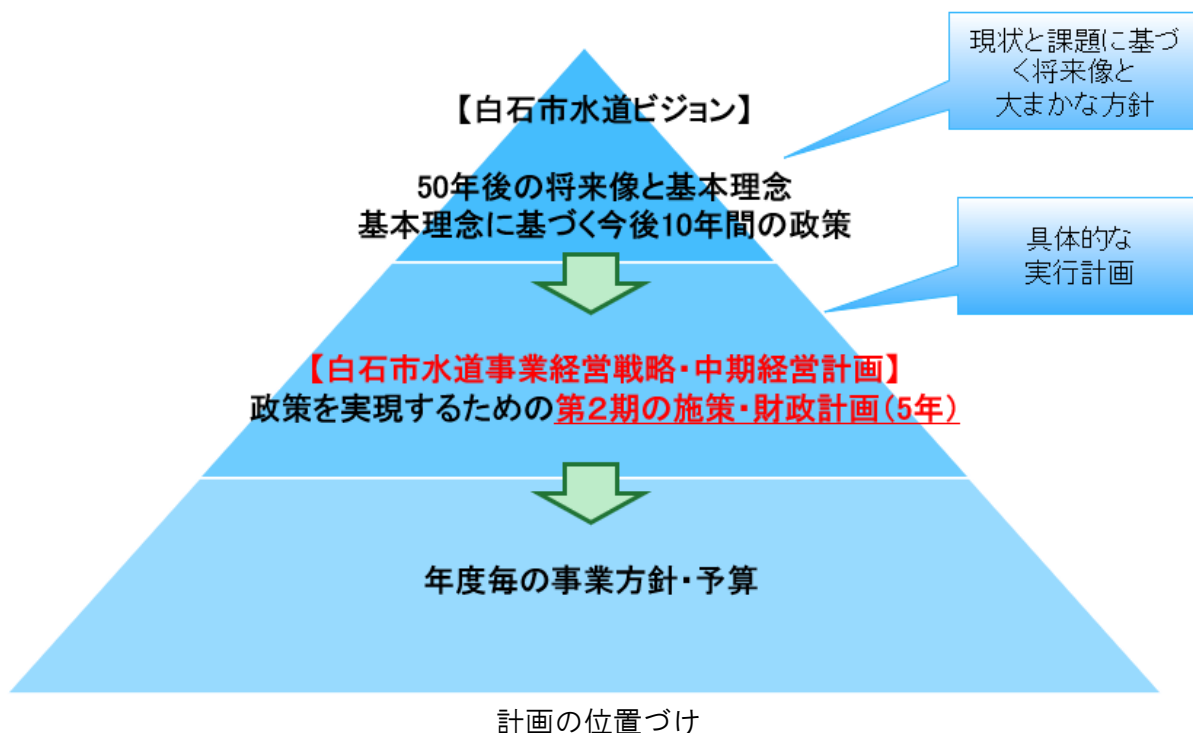 現状と課題に基づ
く将来像と
大まかな方針
【白石市水道ビジョン】
50年後の将来像と基本理念
基本理念に基づく今後10年間の政策
具体的な
実行計画
【白石市水道事業経営戦略・中期経営計画】
政策を実現するための第2期の施策・財政計画(5年)
年度毎の事業方針・予算
計画の位置づけ